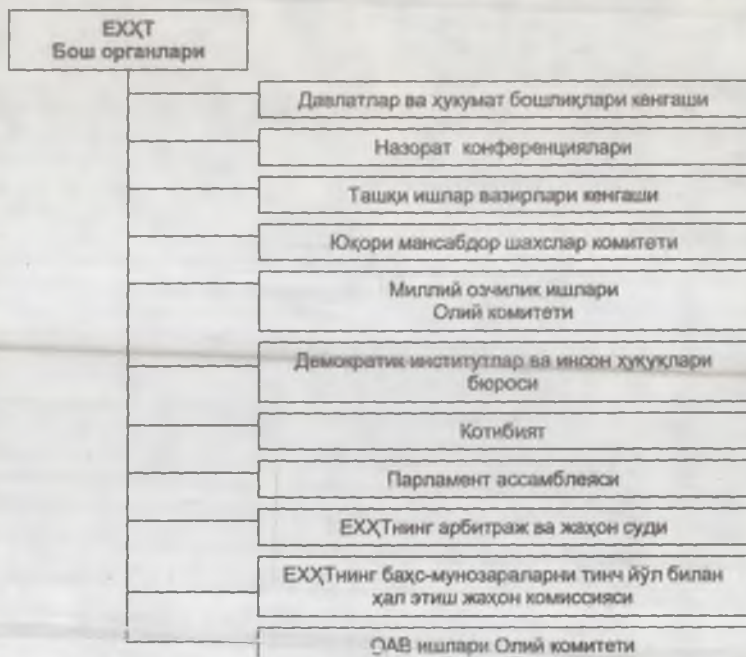 ЕХҲТ
Бош органлари
Давлатлар ва ҳукумат бошлиқлари кенгаши
Назорат конференциялари
Ташқи ишлар вазирлари кенгаши
Юқори мансабдор шахслар комитети
Миллий озчилик ишлари
Олий комитети
Демократик институтлар ва инсон ҳуқуқлари
бюроси
Котибият
Парламент ассамблеяси
ЕХҲТнинг арбитраж ва жаҳон суди
ЕХҲТнинг баҳс-мунозараларни тинч йўл билан
ҳал этиш жаҳон комиссияси
ОАВ ишлари Олий комитети